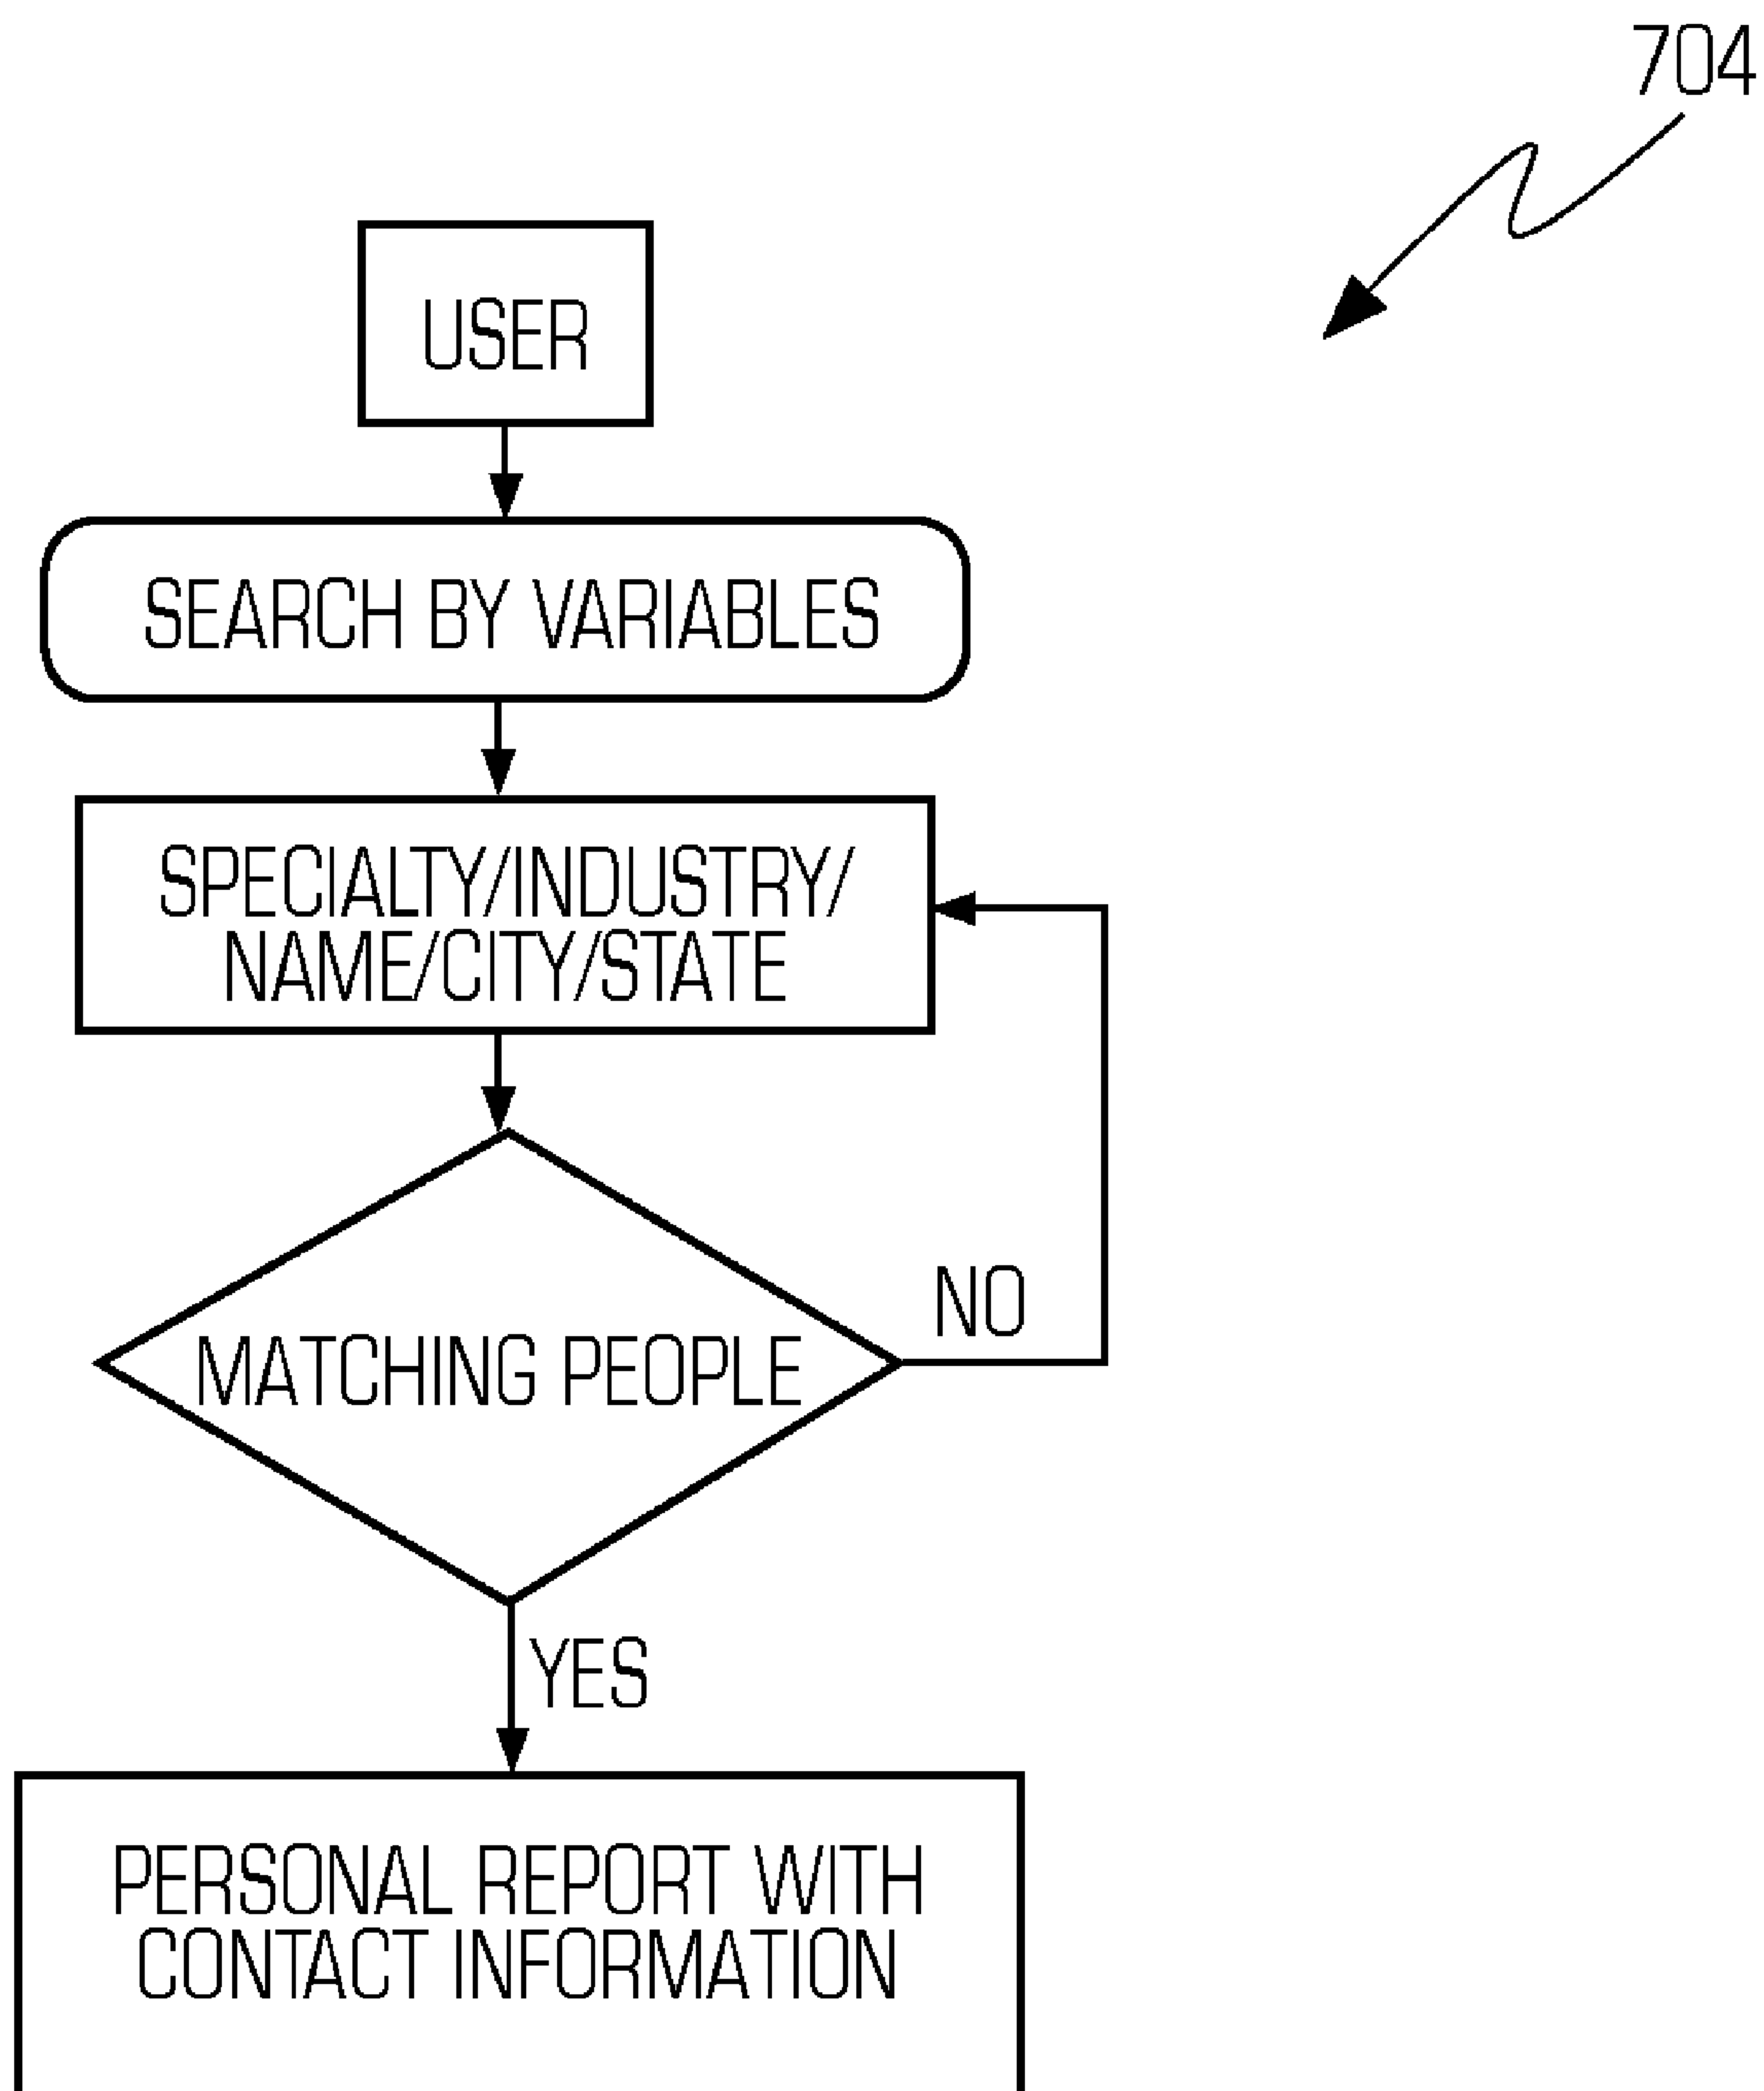 704
USER
SEARCH BY VARIABLES
SPECIALTY/INDUSTRY/
NAME/CITY/STATE
MATCHING PEOPLE
NO
YES
PERSONAL REPORT WITH
CONTACT INFORMATION